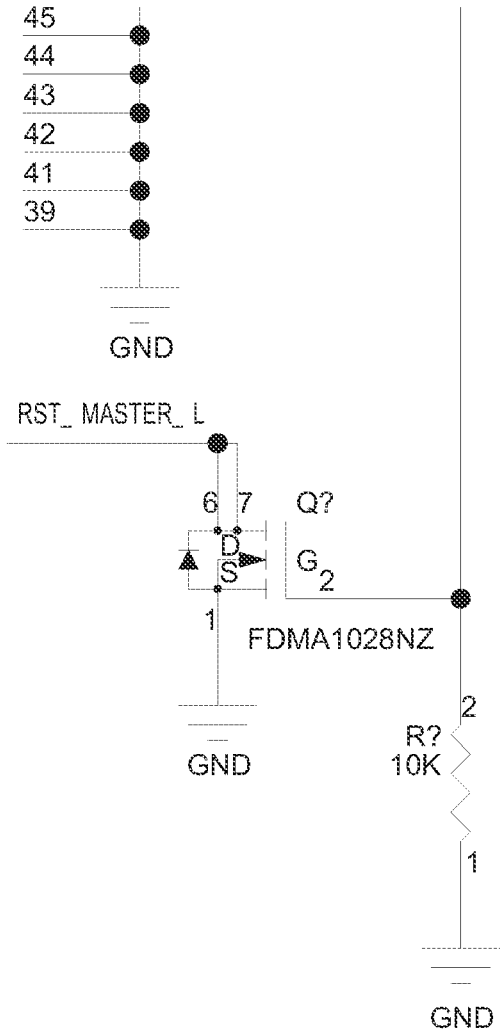 45
44
43
42
41
39
GND
RST_ MASTER_ L
6 7 Q?
D
G
S
2
1
FDMA1028NZ
GND
2
R?
10K
1
GND